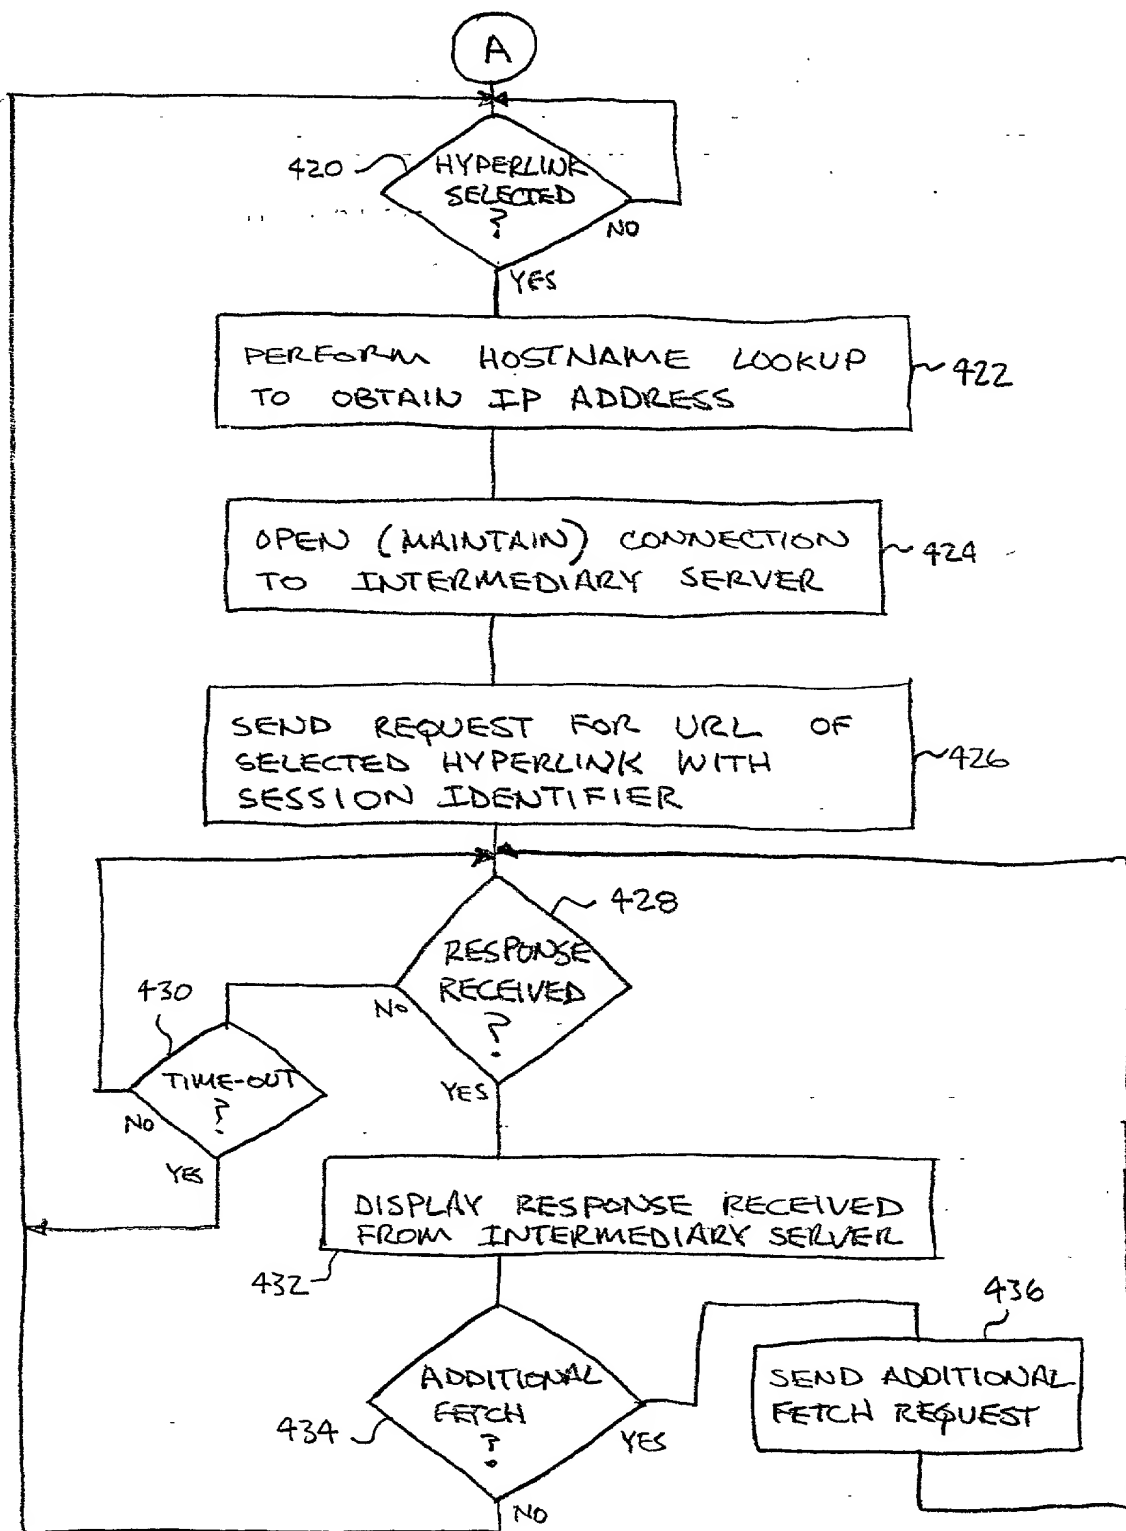 A
420
HYPERLINK
SELECTED
?
NO
YES
PERFORM HOSTNAME LOOKUP
TO OBTAIN IP ADDRESS
422
OPEN (MAINTAIN) CONNECTION
TO INTERMEDIARY SERVER
424
SEND REQUEST FOR URL OF
SELECTED HYPERLINK WITH
SESSION IDENTIFIER
426
428
RESPONSE
RECEIVED
?
NO
YES
430
TIME-OUT
?
NO
YES
DISPLAY RESPONSE RECEIVED
FROM INTERMEDIARY SERVER
432
ADDITIONAL
FETCH
?
434
YES
NO
436
SEND ADDITIONAL
FETCH REQUEST